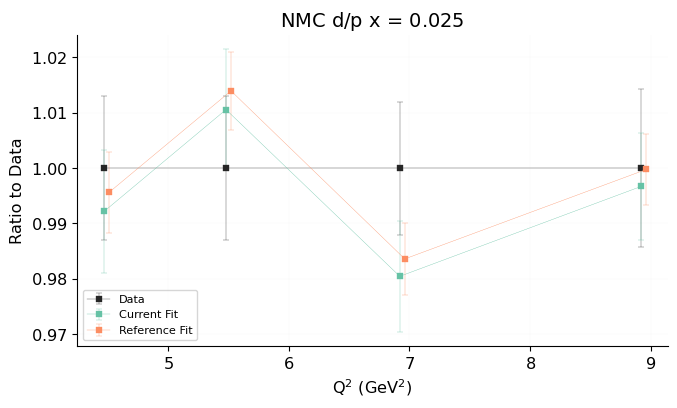 NMC d/p x = 0.025
Ratio to Data
1.02
1.01
1.00
0.99
0.98
0.97
Data
Current Fit
Reference Fit
5
6
7
8
9
Q² (GeV²)